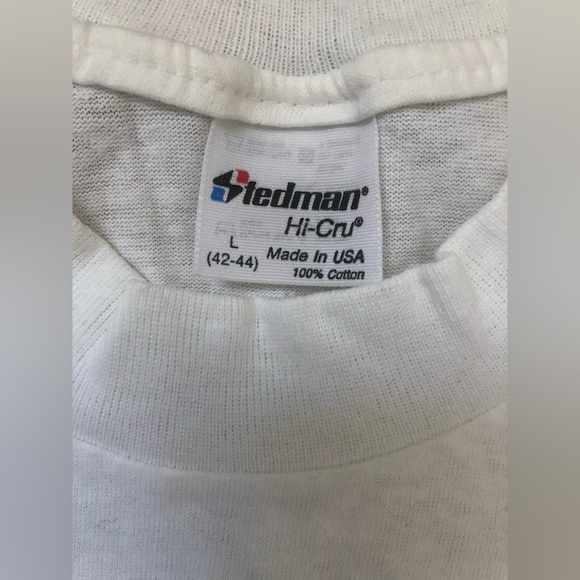 Stedman®
Hi-Cru®
L
(42-44)
Made in USA
100% Cotton